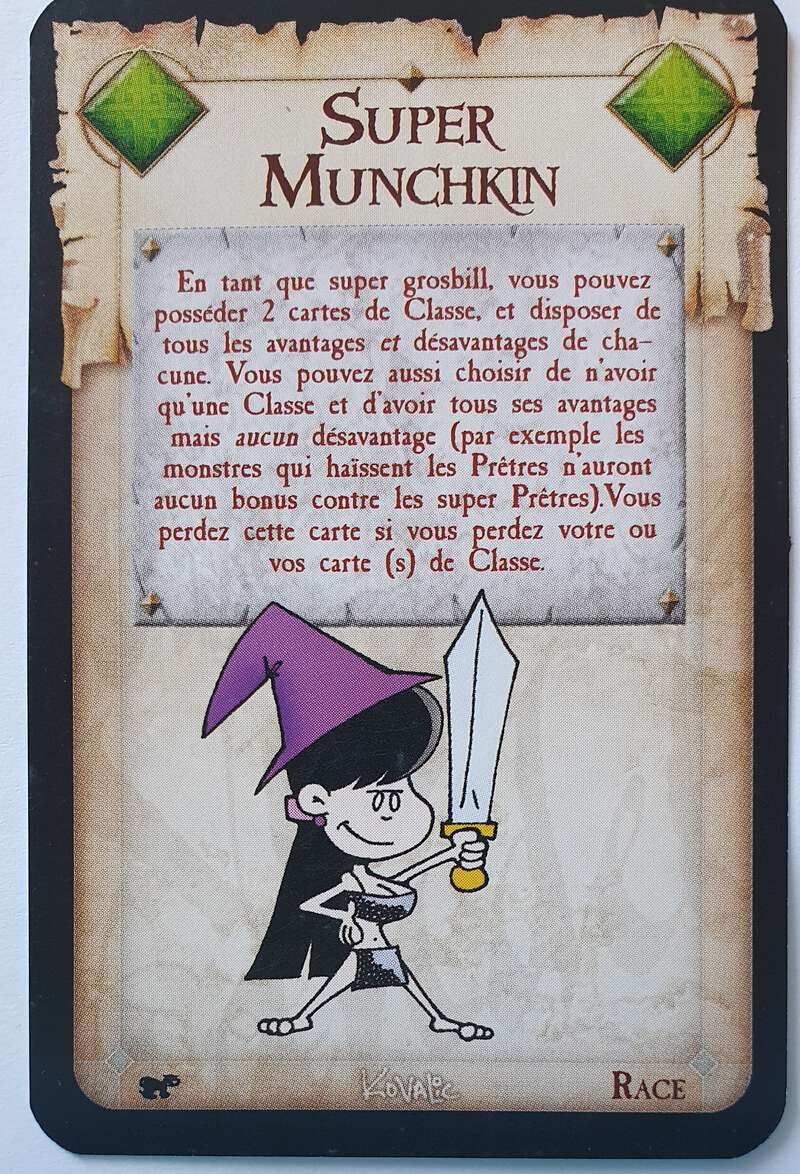 SUPER
MUNCHKIN
En tant que super grosbill, vous pouvez
posséder 2 cartes de Classe, et disposer de
tous les avantages et désavantages de cha-
cune. Vous pouvez aussi choisir de n'avoir
qu'une Classe et d'avoir tous ses avantages
mais aucun désavantage (par exemple les
monstres qui haïssent les Prêtres n'auront
aucun bonus contre les super Prêtres).Vous
perdez cette carte si vous perdez votre ou
vos carte (s) de Classe.
KOVALIC
RACE